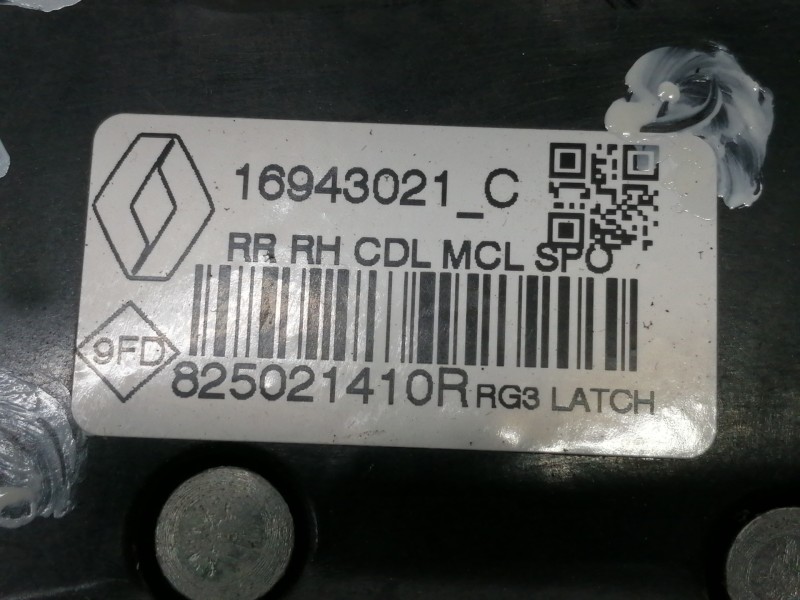 16943021_C
RR RH CDL MCL SPO
9FD
825021410R RG3 LATCH